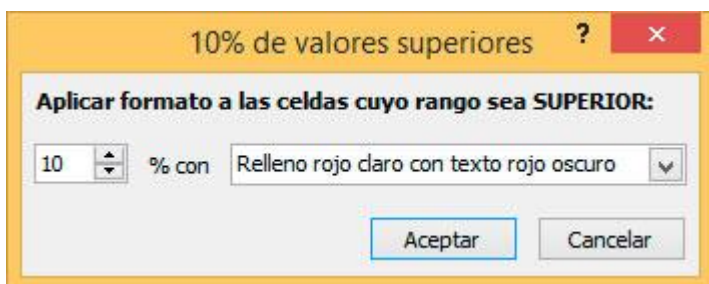 10% de valores superiores ? ×
Aplicar formato a las celdas cuyo rango sea SUPERIOR:
10 % con Relleno rojo claro con texto rojo oscuro
Aceptar Cancelar